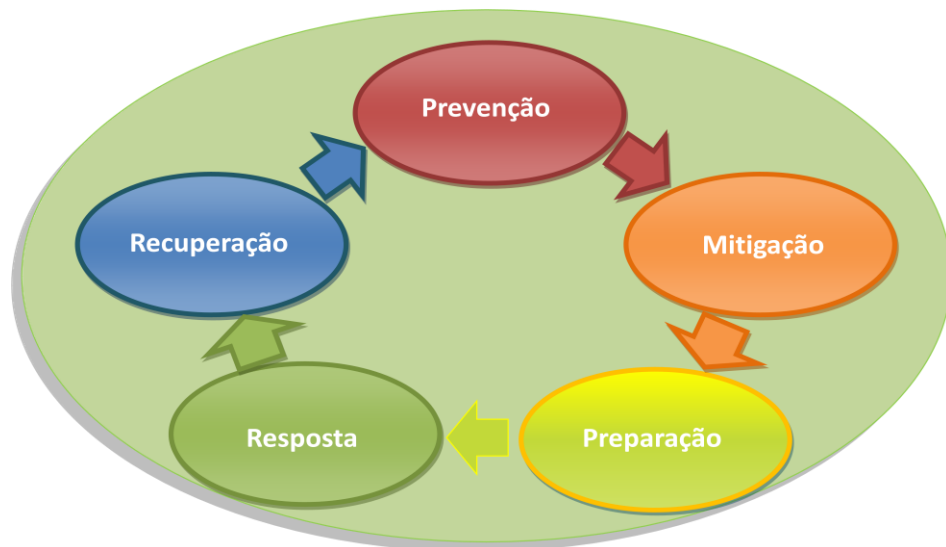 Prevenção
Mitigação
Preparação
Resposta
Recuperação